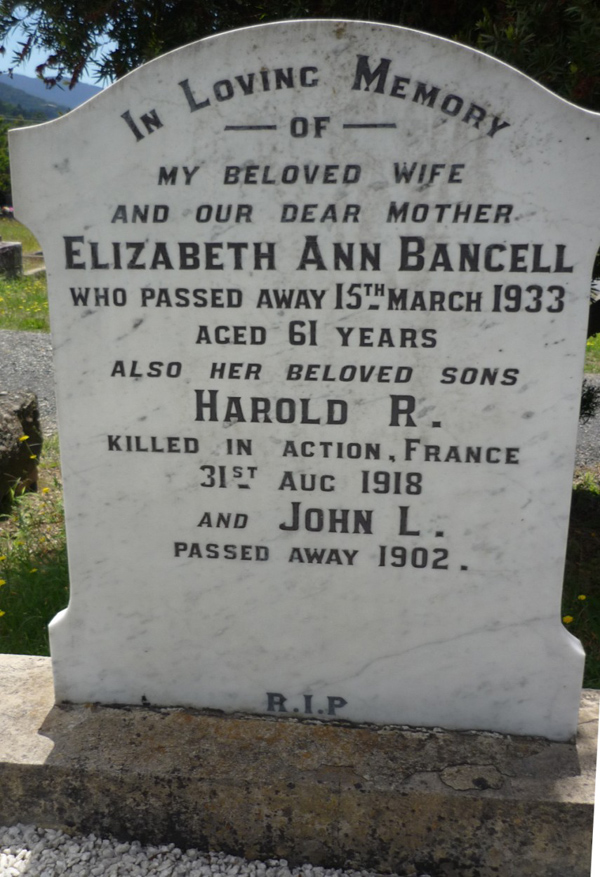 IN LOVING MEMORY
— OF —
MY BELOVED WIFE
AND OUR DEAR MOTHER
ELIZABETH ANN BANCELL
WHO PASSED AWAY 15TH MARCH 1933
AGED 61 YEARS
ALSO HER BELOVED SONS
HAROLD R.
KILLED IN ACTION, FRANCE
31ST AUG 1918
AND JOHN L.
PASSED AWAY 1902.
R.I.P